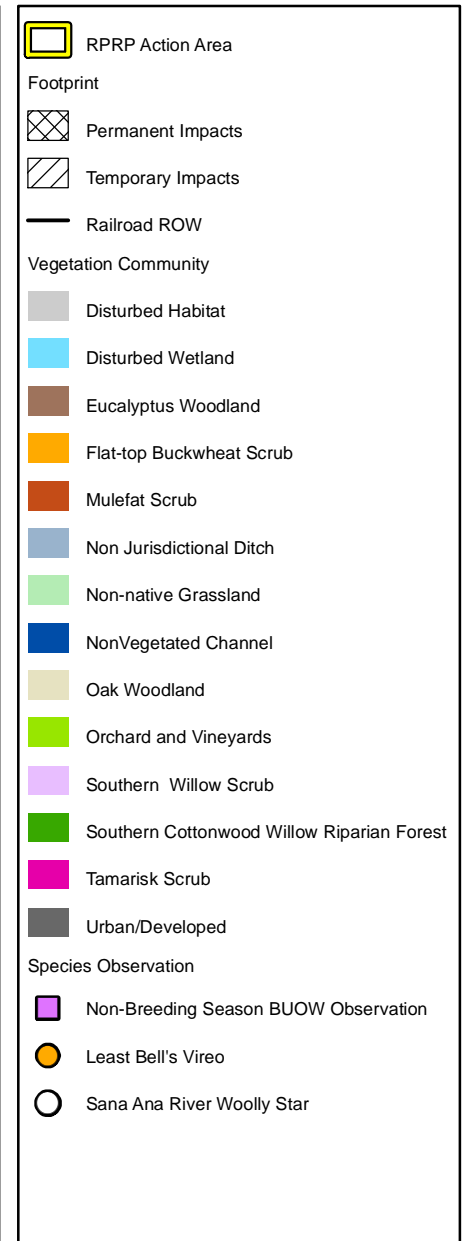 RPRP Action Area
Footprint
Permanent Impacts
Temporary Impacts
Railroad ROW
Vegetation Community
Disturbed Habitat
Disturbed Wetland
Eucalyptus Woodland
Flat-top Buckwheat Scrub
Mulefat Scrub
Non Jurisdictional Ditch
Non-native Grassland
NonVegetated Channel
Oak Woodland
Orchard and Vineyards
Southern  Willow Scrub
Southern Cottonwood Willow Riparian Forest
Tamarisk Scrub
Urban/Developed
Species Observation
Non-Breeding Season BUOW Observation
Least Bell's Vireo
Sana Ana River Woolly Star